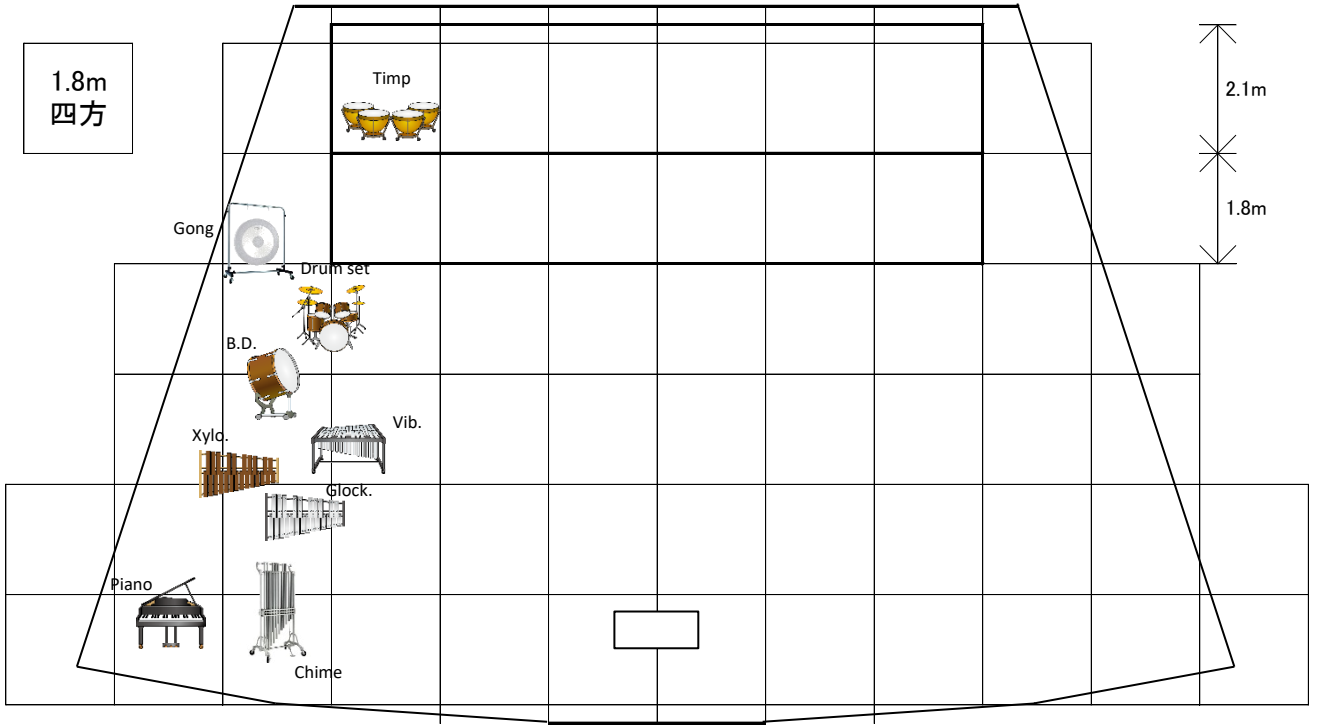 1.8m
四方
Timp
2.1m
1.8m
Gong
Drum set
B.D.
Vib.
Xylo.
Glock.
Piano
Chime